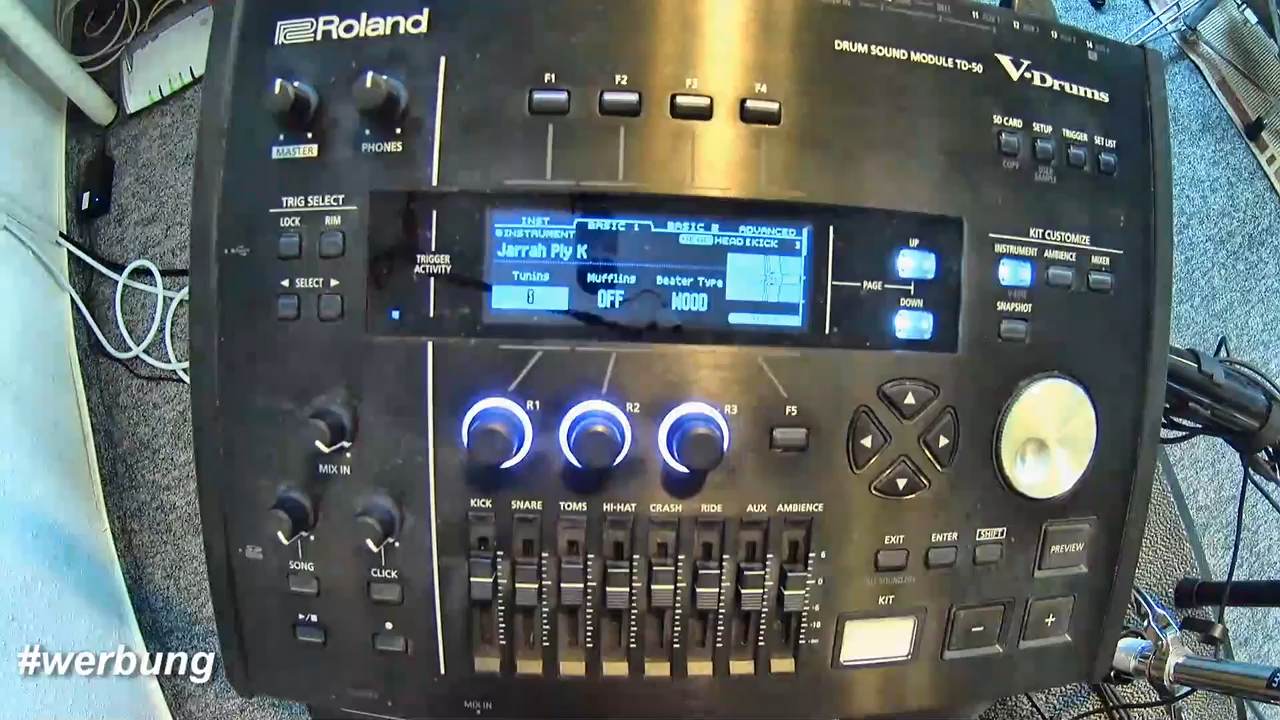 Roland
DRUM SOUND MODULE TD-50
V-Drums
MASTER
PHONES
F1
F2
F3
F4
SD CARD
SETUP
TRIGGER
SET LIST
COPY
USER SAMPLE
TRIG SELECT
LOCK
RIM
SELECT
TRIGGER ACTIVITY
INST
BASIC 1
BASIC 2
ADVANCED
INSTRUMENT
HEAD
KICK
Jarrah Ply K
Tuning
Muffling
Beater Type
OFF
WOOD
UP
PAGE
DOWN
KIT CUSTOMIZE
INSTRUMENT
AMBIENCE
MIXER
SNAPSHOT
R1
R2
R3
F5
MIX IN
KICK
SNARE
TOMS
HI-HAT
CRASH
RIDE
AUX
AMBIENCE
SONG
CLICK
EXIT
ENTER
SHIFT
PREVIEW
KIT
-
+
MIX IN
#werbung